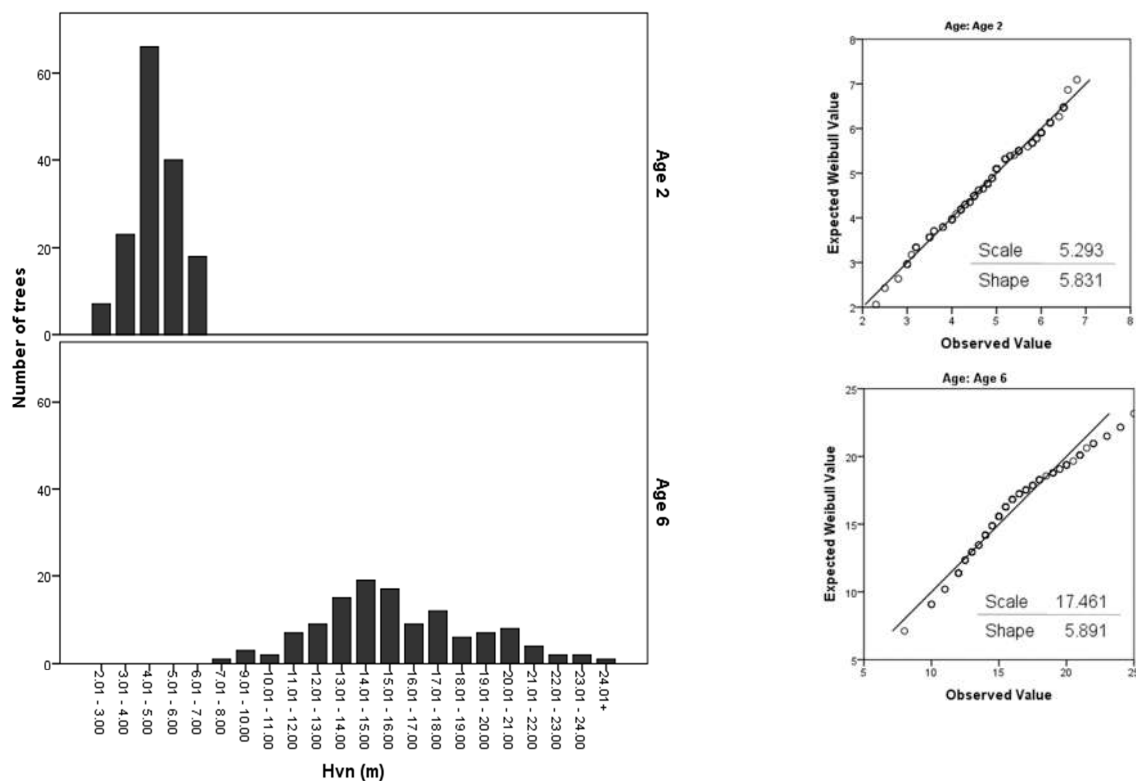 Number of trees
60
40
20
0
Age 2
60
40
20
0
Age 6
2.01 - 3.00
3.01 - 4.00
4.01 - 5.00
5.01 - 6.00
6.01 - 7.00
7.01 - 8.00
9.01 - 10.00
10.01 - 11.00
11.01 - 12.00
12.01 - 13.00
13.01 - 14.00
14.01 - 15.00
15.01 - 16.00
16.01 - 17.00
17.01 - 18.00
18.01 - 19.00
19.01 - 20.00
20.01 - 21.00
21.01 - 22.00
22.01 - 23.00
23.01 - 24.00
24.01+
Hvn (m)
Age: Age 2
Expected Weibull Value
8
7
6
5
4
3
2
Scale 5.293
Shape 5.831
2 3 4 5 6 7 8
Observed Value
Age: Age 6
Expected Weibull Value
25
20
15
10
5
Scale 17.461
Shape 5.891
5 10 15 20 25
Observed Value